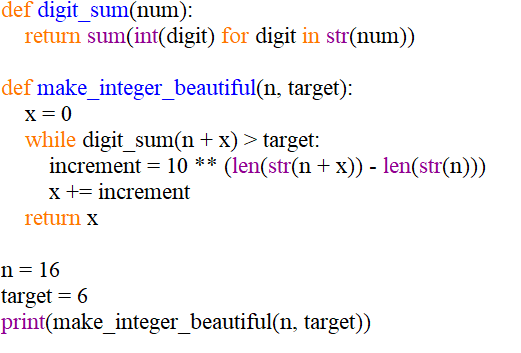 def digit_sum(num):
    return sum(int(digit) for digit in str(num))

def make_integer_beautiful(n, target):
    x = 0
    while digit_sum(n + x) > target:
        increment = 10 ** (len(str(n + x)) - len(str(n)))
        x += increment
    return x

n = 16
target = 6
print(make_integer_beautiful(n, target))